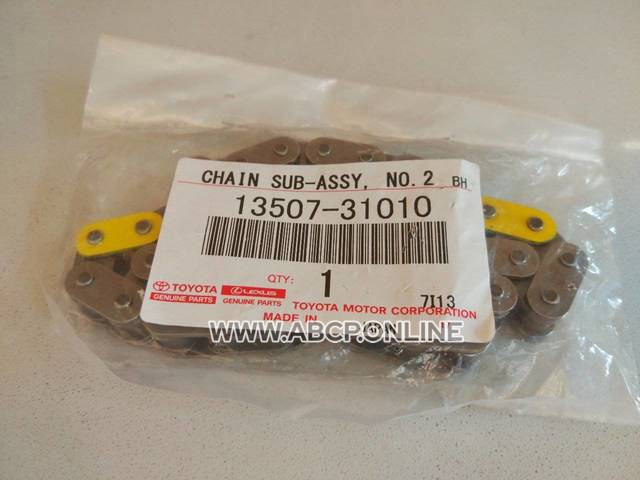 CHAIN SUB-ASSY, NO.2 BH
13507-31010
QTY: 1
7I13
TOYOTA GENUINE PARTS
LEXUS GENUINE PARTS
TOYOTA MOTOR CORPORATION
MADE IN JAPAN
WWW.ABCP.ONLINE